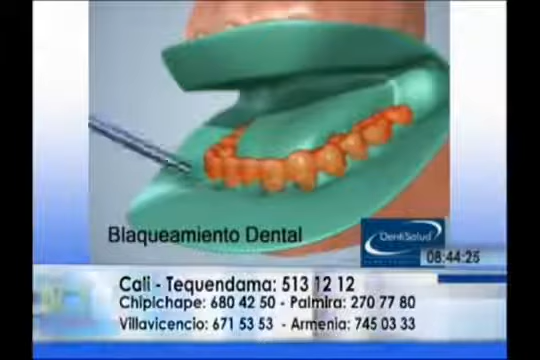 Blaqueamiento Dental
DentiSalud
08:44:25
Cali - Tequendama: 513 12 12
Chipichape: 680 42 50 - Palmira: 270 77 80
Villavicencio: 671 53 53 - Armenia: 745 03 33